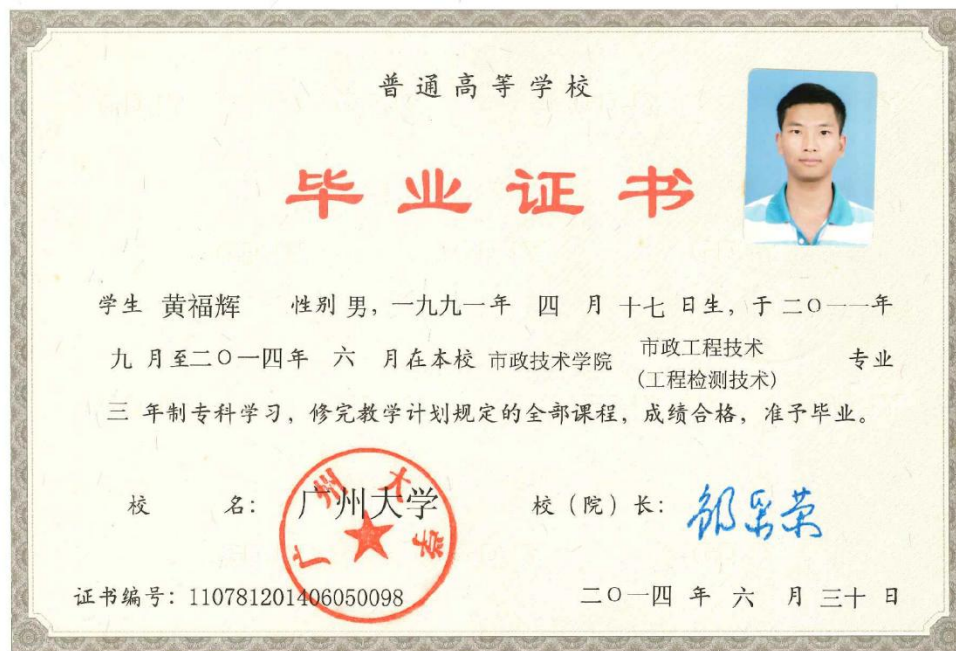 普通高等学校
毕业证书
学生 黄福辉 性别 男，一九九一年 四 月 十七 日生，于 二〇一一年
九 月至二〇一四年 六 月在本校 市政技术学院 市政工程技术 (工程检测技术) 专业
三 年制专科学习，修完教学计划规定的全部课程，成绩合格，准予毕业。
校 名：广州大学 校（院）长：
广州大学
证书编号：110781201406050098 二〇一四 年 六 月 三十 日